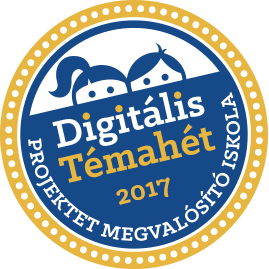 Digitális
Témahét
2017
PROJEKTET MEGVALÓSÍTÓ ISKOLA